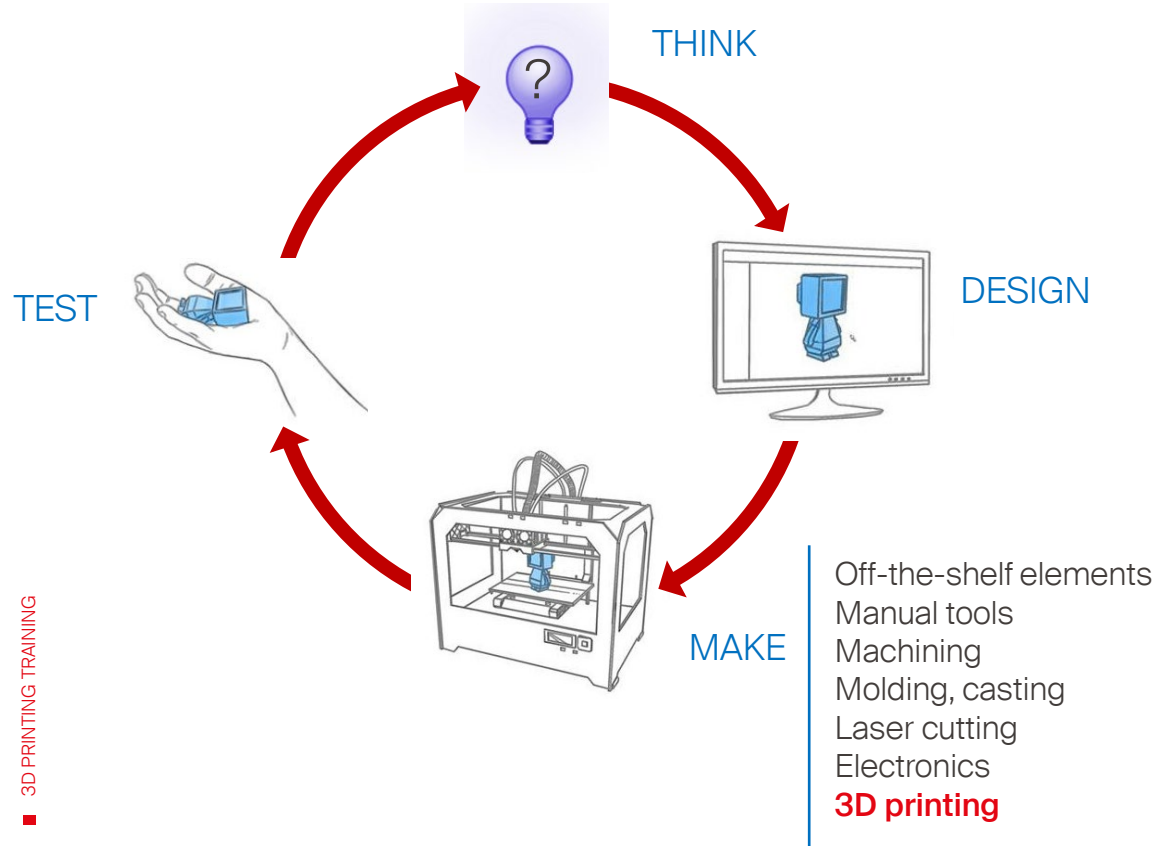 THINK
?
DESIGN
TEST
MAKE
Off-the-shelf elements
Manual tools
Machining
Molding, casting
Laser cutting
Electronics
3D printing
3D PRINTING TRAINING